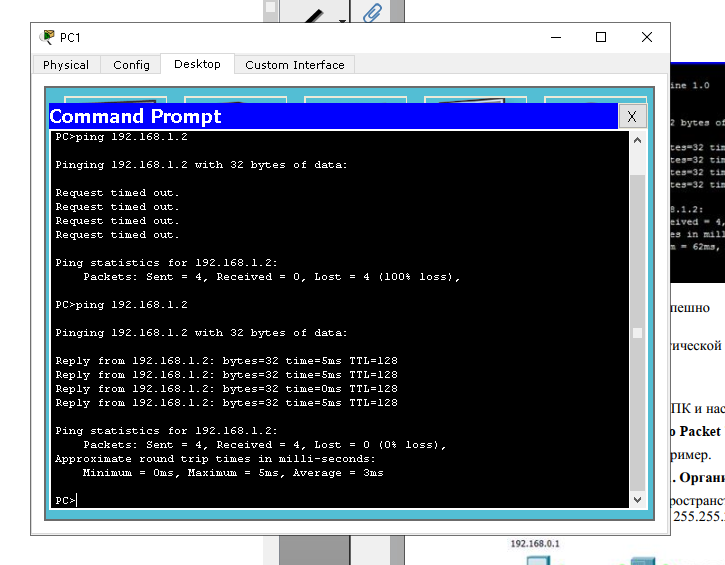 PC1
Physical Config Desktop Custom Interface
Command Prompt X
PC>ping 192.168.1.2
Pinging 192.168.1.2 with 32 bytes of data:
Request timed out.
Request timed out.
Request timed out.
Request timed out.
Ping statistics for 192.168.1.2:
Packets: Sent = 4, Received = 0, Lost = 4 (100% loss),
PC>ping 192.168.1.2
Pinging 192.168.1.2 with 32 bytes of data:
Reply from 192.168.1.2: bytes=32 time=5ms TTL=128
Reply from 192.168.1.2: bytes=32 time=5ms TTL=128
Reply from 192.168.1.2: bytes=32 time=0ms TTL=128
Reply from 192.168.1.2: bytes=32 time=5ms TTL=128
Ping statistics for 192.168.1.2:
Packets: Sent = 4, Received = 4, Lost = 0 (0% loss),
Approximate round trip times in milli-seconds:
Minimum = 0ms, Maximum = 5ms, Average = 3ms
PC>
ine 1.0
2 bytes of
tes=32 tim
tes=32 tim
tes=32 tim
tes=32 tim
8.1.2:
eived = 4,
es in mill
m = 62ms,
пешно
гической
ПК и нас
о Packet
ример.
. Органи
ространст
255.255.
192.168.0.1